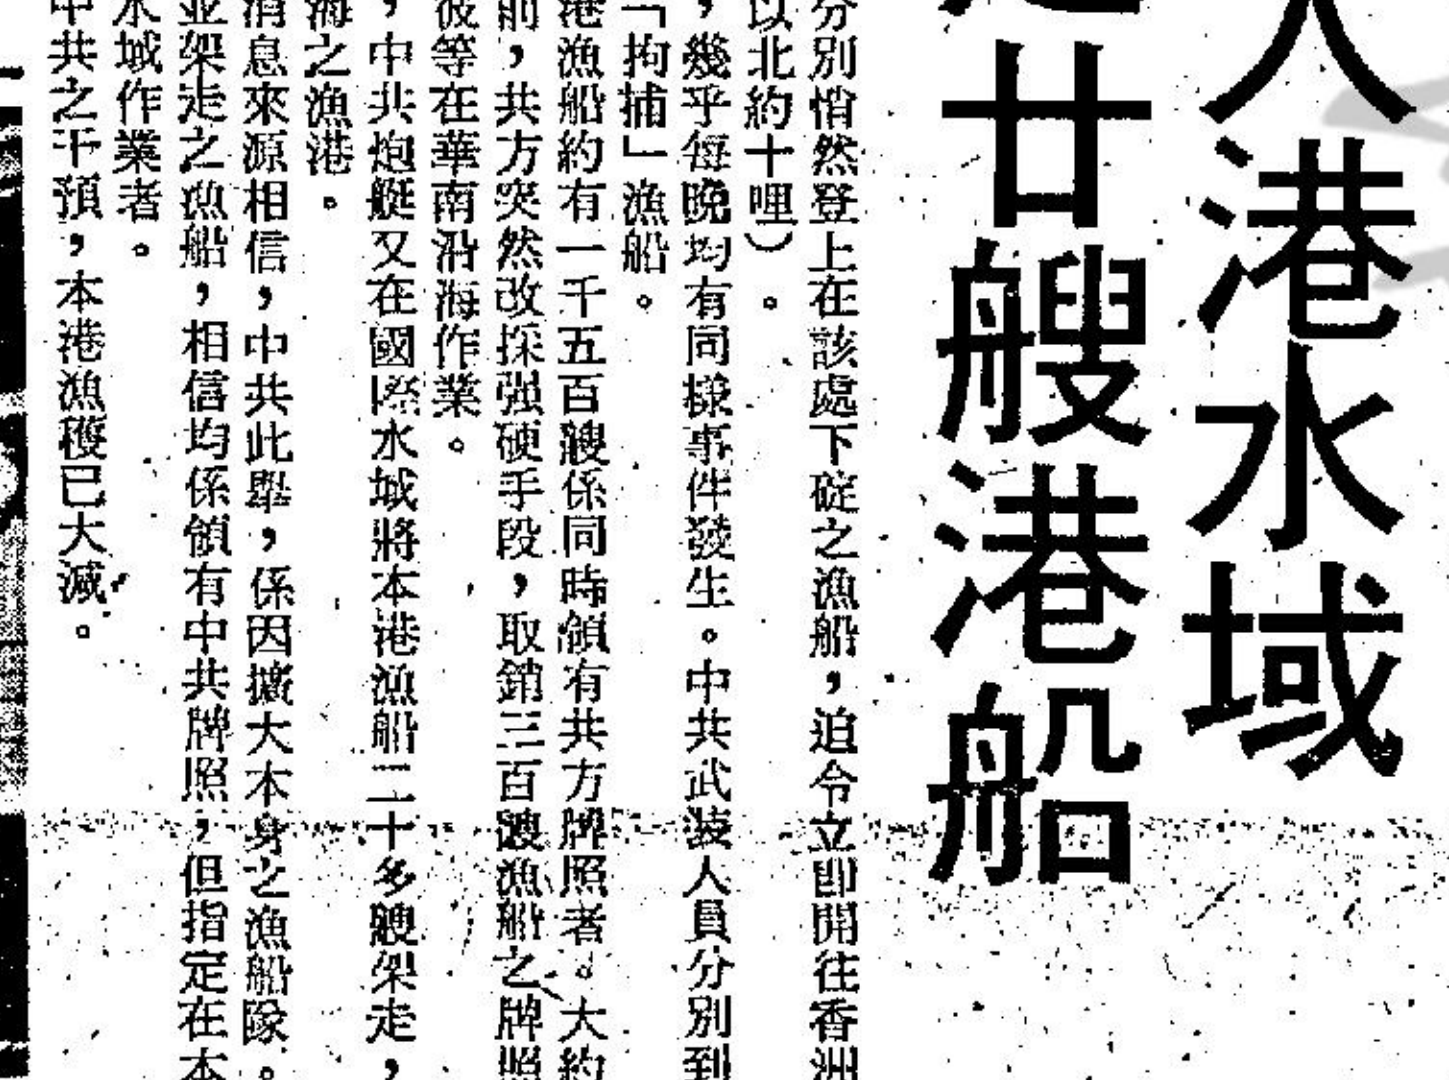 人港水域
廿艘港船
分別悄然登上在該處下碇之漁船，迫令立即開往香洲
以北約十哩）。
，幾乎每晚均有同樣事件發生。中共武裝人員分別到
「拘捕」漁船。
港漁船約有一千五百艘係同時領有共方牌照者。大約
前，共方突然改採强硬手段，取銷三百艘漁船之牌照
彼等在華南沿海作業。
，中共炮艇又在國際水域將本港漁船二十多艘架走，
海之漁港。
消息來源相信，中共此舉，係因擴大本身之漁船隊。
並架走之漁船，相信均係領有中共牌照，但指定在本
水域作業者。
中共之干預，本港漁穫已大減。